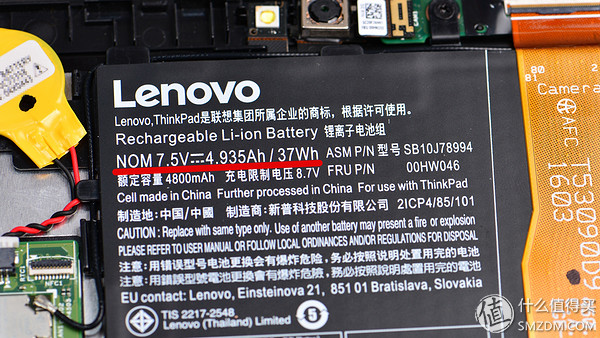 Lenovo
Lenovo,ThinkPad是联想集团所属企业的商标，根据许可使用。
Rechargeable Li-ion Battery 锂离子电池组
NOM 7.5V⎓4.935Ah / 37Wh ASM P/N 型号 SB10J78994
额定容量 4800mAh 充电限制电压 8.7V FRU P/N 00HW046
Cell made in China Further processed in China For use with ThinkPad
制造地: 中国/中國 制造商: 新普科技股份有限公司 2ICP4/85/101
CAUTION : Replace with same type only. Use of another battery may present a fire or explosion
PLEASE REFER TO USER MANUAL OR FOLLOW LOCAL ORDINANCES AND/OR REGULATIONS FOR DISPOSAL
注意: 用错误型号电池更换会有爆炸危险, 务必按照说明处置用完的电池
注意: 用錯誤型號電池更換會有爆炸危險, 務必按照說明處置用完的電池
EU contact: Lenovo, Einsteinova 21, 851 01 Bratislava, Slovakia
TIS 2217-2548
Lenovo (Thailand) Limited
5
Camera
AFC
T53090D9
1603
80
81
NFC1
值 什么值得买
SMZDM.COM